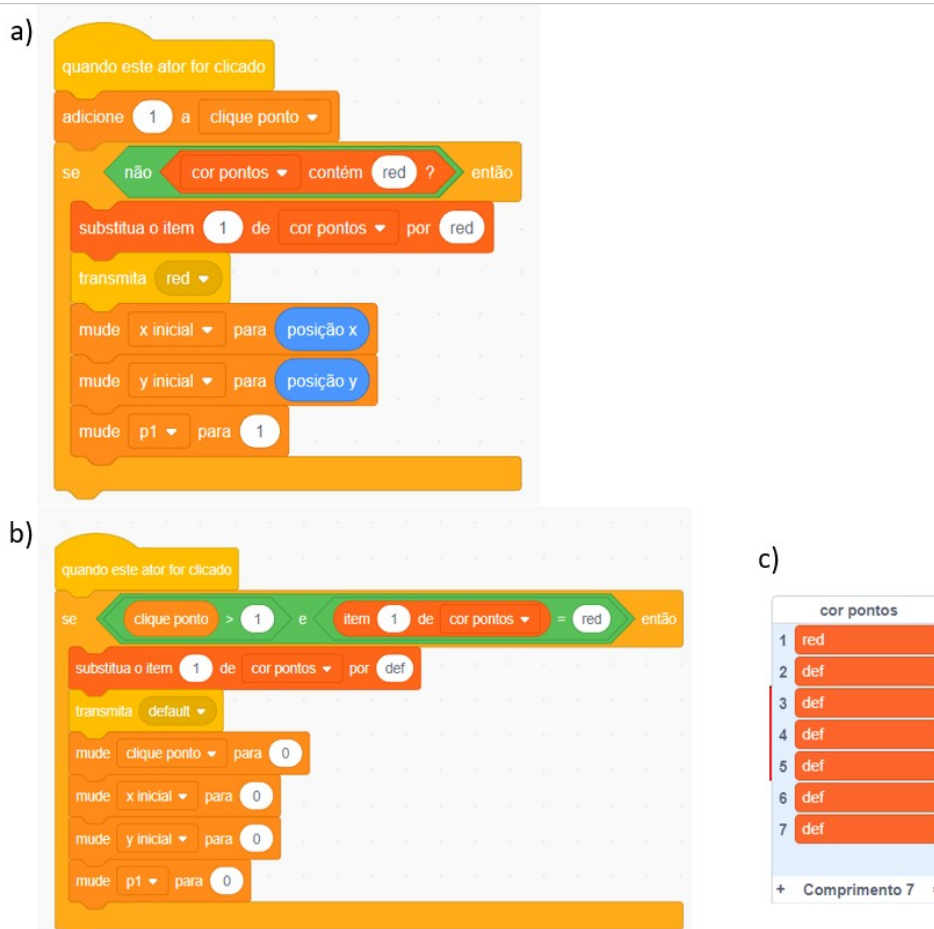 a)
quando este ator for clicado
adicione 1 a clique ponto
se não cor pontos contém red ? então
substitua o item 1 de cor pontos por red
transmita red
mude x inicial para posição x
mude y inicial para posição y
mude p1 para 1
b)
quando este ator for clicado
se clique ponto > 1 e item 1 de cor pontos = red então
substitua o item 1 de cor pontos por def
transmita default
mude clique ponto para 0
mude x inicial para 0
mude y inicial para 0
mude p1 para 0
c)
cor pontos
1 red
2 def
3 def
4 def
5 def
6 def
7 def
+ Comprimento 7